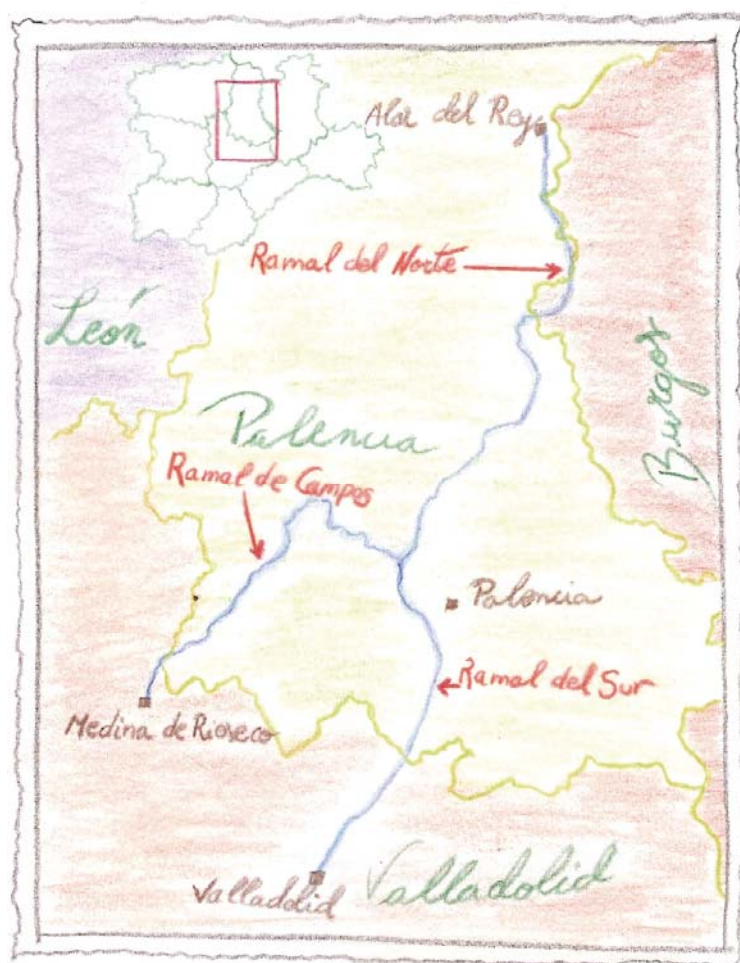 Alar del Rey
Ramal del Norte
León
Burgos
Palencia
Ramal de Campos
Palencia
Ramal del Sur
Medina de Rioseco
Valladolid
Valladolid